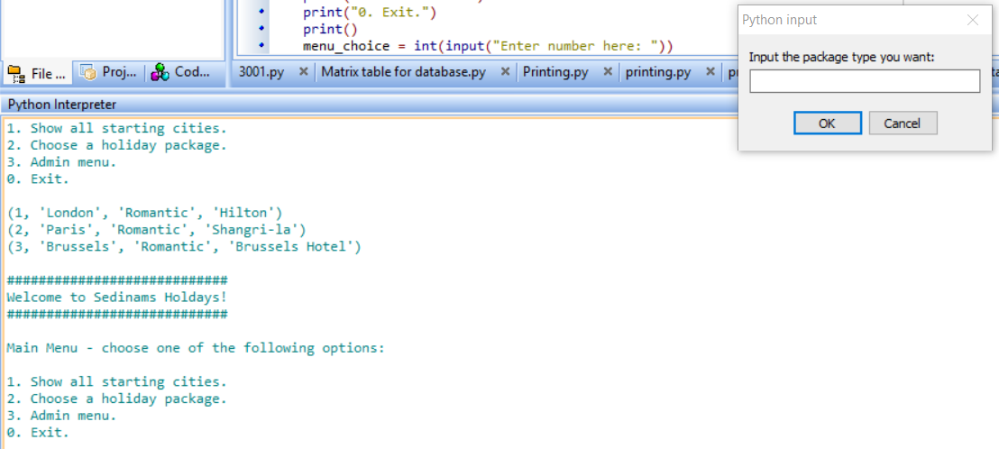 print("0. Exit.")
print()
menu_choice = int(input("Enter number here: "))
File ...
Proj...
Cod...
3001.py
Matrix table for database.py
Printing.py
printing.py
Python Interpreter
1. Show all starting cities.
2. Choose a holiday package.
3. Admin menu.
0. Exit.
(1, 'London', 'Romantic', 'Hilton')
(2, 'Paris', 'Romantic', 'Shangri-la')
(3, 'Brussels', 'Romantic', 'Brussels Hotel')
############################
Welcome to Sedinams Holdays!
############################
Main Menu - choose one of the following options:
1. Show all starting cities.
2. Choose a holiday package.
3. Admin menu.
0. Exit.
Python input
Input the package type you want:
OK
Cancel